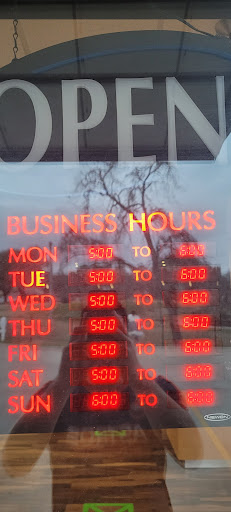 OPEN
BUSINESS HOURS
MON 5:00 TO 6:00
TUE 5:00 TO 6:00
WED 5:00 TO 6:00
THU 5:00 TO 6:00
FRI 5:00 TO 6:00
SAT 5:00 TO 6:00
SUN 6:00 TO 6:00